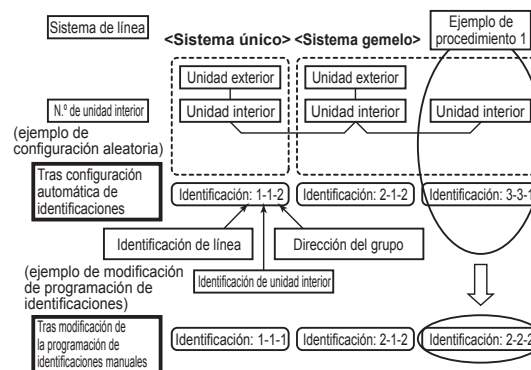 Sistema de línea
<Sistema único>
<Sistema gemelo>
Ejemplo de
procedimiento 1
Unidad exterior
Unidad exterior
N.º de unidad interior
Unidad interior
Unidad interior
Unidad interior
(ejemplo de
configuración aleatoria)
Tras configuración
automática de
identificaciones
Identificación: 1-1-2
Identificación: 2-1-2
Identificación: 3-3-1
Identificación de línea
Dirección del grupo
Identificación de unidad interior
(ejemplo de modificación
de programación de
identificaciones)
Tras modificación de
la programación de
identificaciones manuales
Identificación: 1-1-1
Identificación: 2-1-2
Identificación: 2-2-2